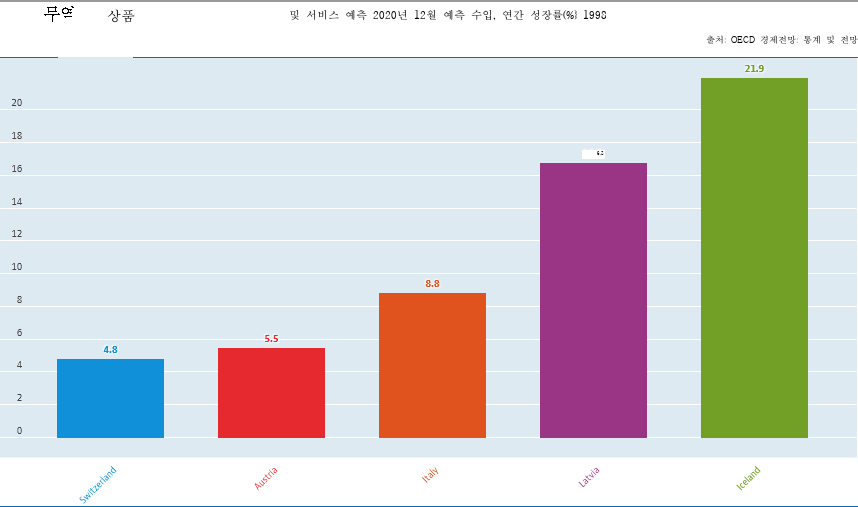 무역 상품 및 서비스 예측 2020년 12월 예측 수입, 연간 성장률(%) 1998
출처: OECD 경제전망: 통계 및 전망
21.9
20
18
16
14
12
10
8
8.8
6
5.5
4.8
4
2
0
Switzerland
Austria
Italy
Latvia
Iceland